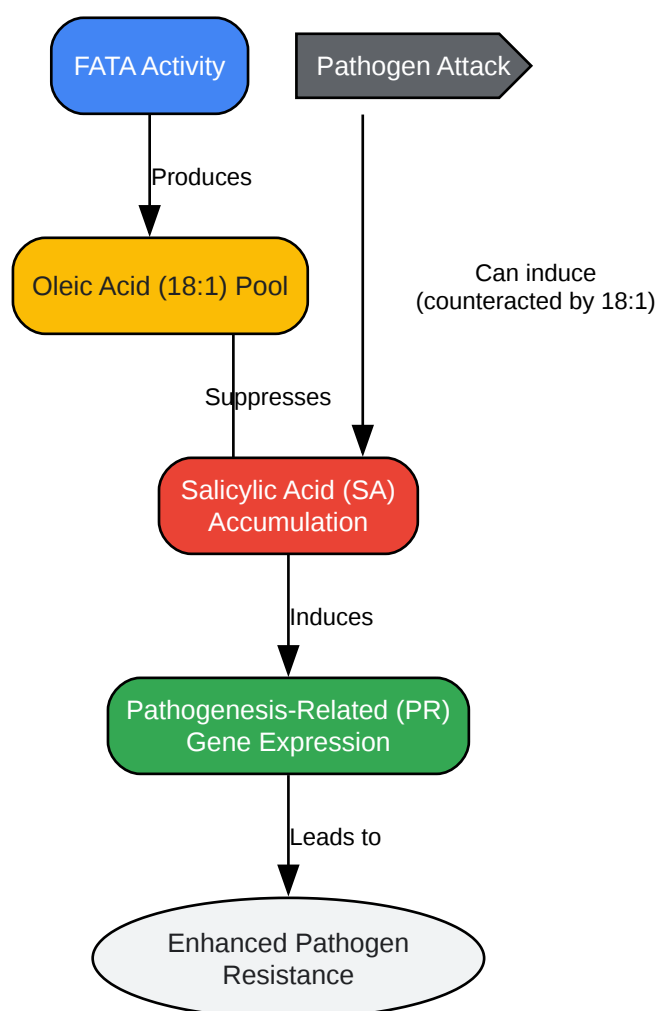 FATA Activity
Pathogen Attack
Produces
Oleic Acid (18:1) Pool
Can induce
(counteracted by 18:1)
Suppresses
Salicylic Acid (SA)
Accumulation
Induces
Pathogenesis-Related (PR)
Gene Expression
Leads to
Enhanced Pathogen
Resistance